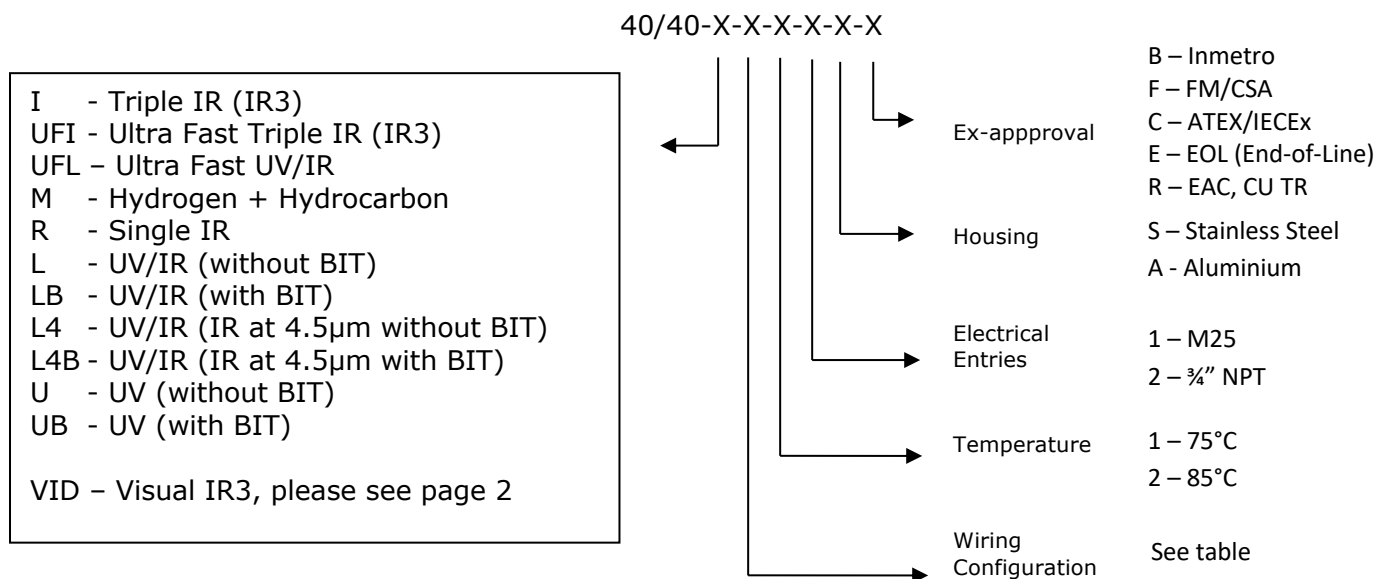 40/40-X-X-X-X-X-X
I - Triple IR (IR3)
UFI - Ultra Fast Triple IR (IR3)
UFL – Ultra Fast UV/IR
M - Hydrogen + Hydrocarbon
R - Single IR
L - UV/IR (without BIT)
LB - UV/IR (with BIT)
L4 - UV/IR (IR at 4.5µm without BIT)
L4B - UV/IR (IR at 4.5µm with BIT)
U - UV (without BIT)
UB - UV (with BIT)
VID – Visual IR3, please see page 2
Ex-appproval
B – Inmetro
F – FM/CSA
C – ATEX/IECEx
E – EOL (End-of-Line)
R – EAC, CU TR
Housing
S – Stainless Steel
A - Aluminium
Electrical
Entries
1 – M25
2 – ¾” NPT
Temperature
1 – 75°C
2 – 85°C
Wiring
Configuration
See table